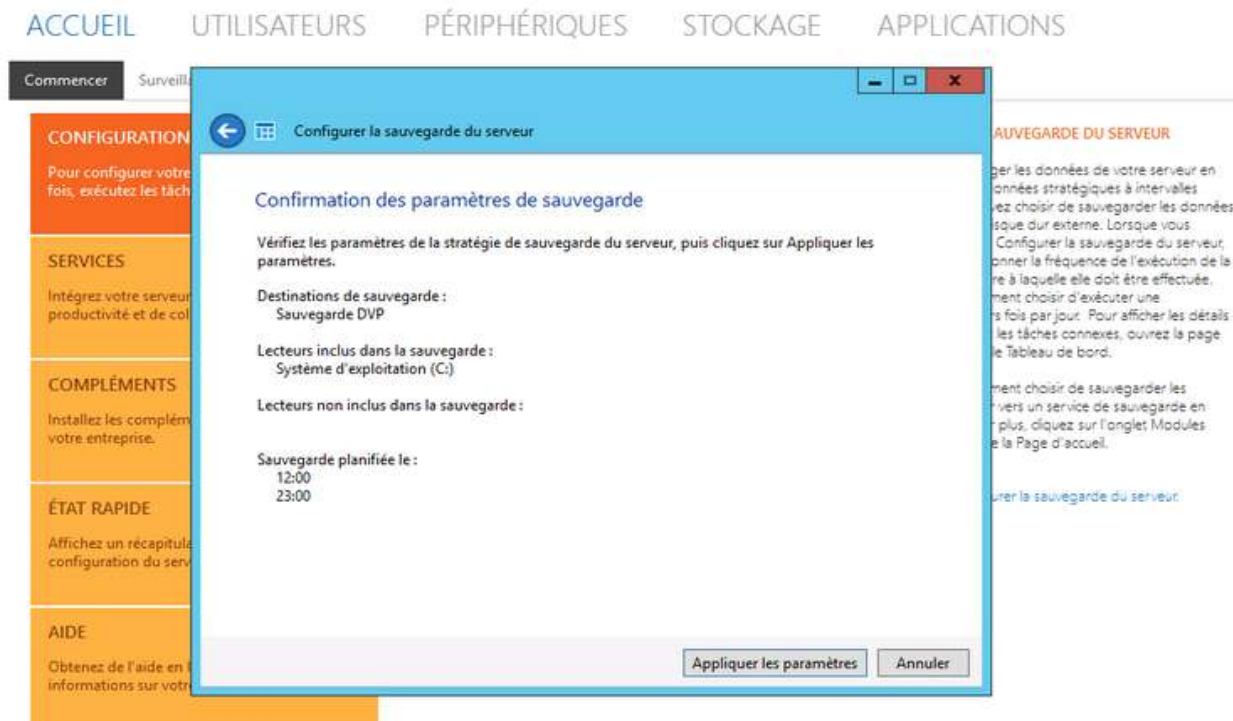 ACCUEIL UTILISATEURS PÉRIPHÉRIQUES STOCKAGE APPLICATIONS
Commencer Surveill
CONFIGURATION
Pour configurer votre
fois, exécutez les tâch
SERVICES
Intégrez votre serveur
productivité et de col
COMPLÉMENTS
Installez les complém
votre entreprise.
ÉTAT RAPIDE
Affichez un récapitula
configuration du serv
AIDE
Obtenez de l'aide en l
informations sur votr
Configurer la sauvegarde du serveur
Confirmation des paramètres de sauvegarde
Vérifiez les paramètres de la stratégie de sauvegarde du serveur, puis cliquez sur Appliquer les
paramètres.
Destinations de sauvegarde :
Sauvegarde DVP
Lecteurs inclus dans la sauvegarde :
Système d'exploitation (C:)
Lecteurs non inclus dans la sauvegarde :
Sauvegarde planifiée le :
12:00
23:00
Appliquer les paramètres Annuler
AUVEGARDE DU SERVEUR
ger les données de votre serveur en
onnées stratégiques à intervalles
vez choisir de sauvegarder les données
isque dur externe. Lorsque vous
Configurer la sauvegarde du serveur,
onner la fréquence de l'exécution de la
re à laquelle elle doit être effectuée.
ment choisir d'exécuter une
rs fois par jour. Pour afficher les détails
les tâches connexes, ouvrez la page
le Tableau de bord.
ment choisir de sauvegarder les
r vers un service de sauvegarde en
r plus, cliquez sur l'onglet Modules
e la Page d'accueil.
urer la sauvegarde du serveur.